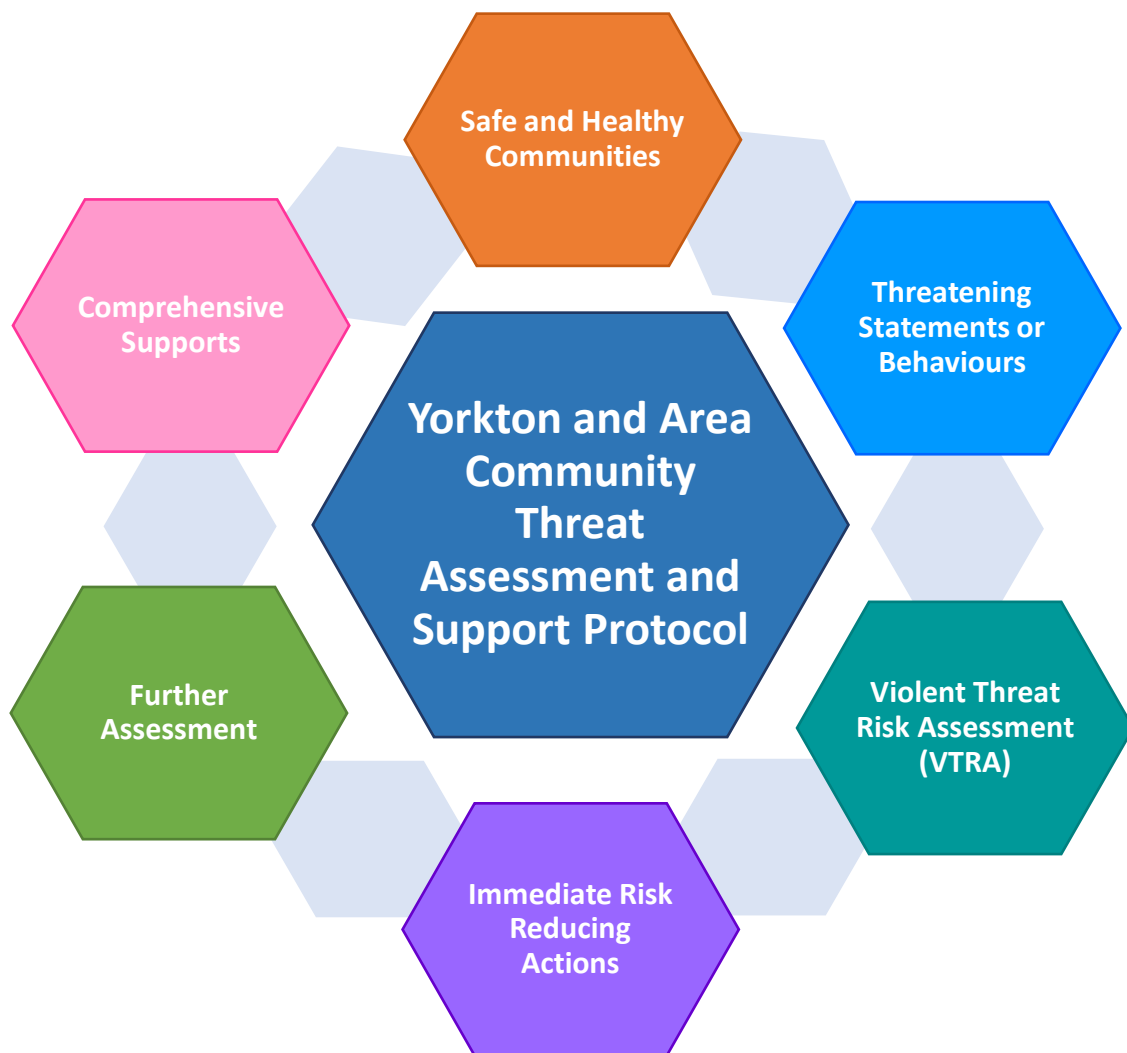 Safe and Healthy
Communities
Comprehensive
Supports
Threatening
Statements or
Behaviours
Yorkton and Area
Community
Threat
Assessment and
Support Protocol
Further
Assessment
Violent Threat
Risk Assessment
(VTRA)
Immediate Risk
Reducing
Actions